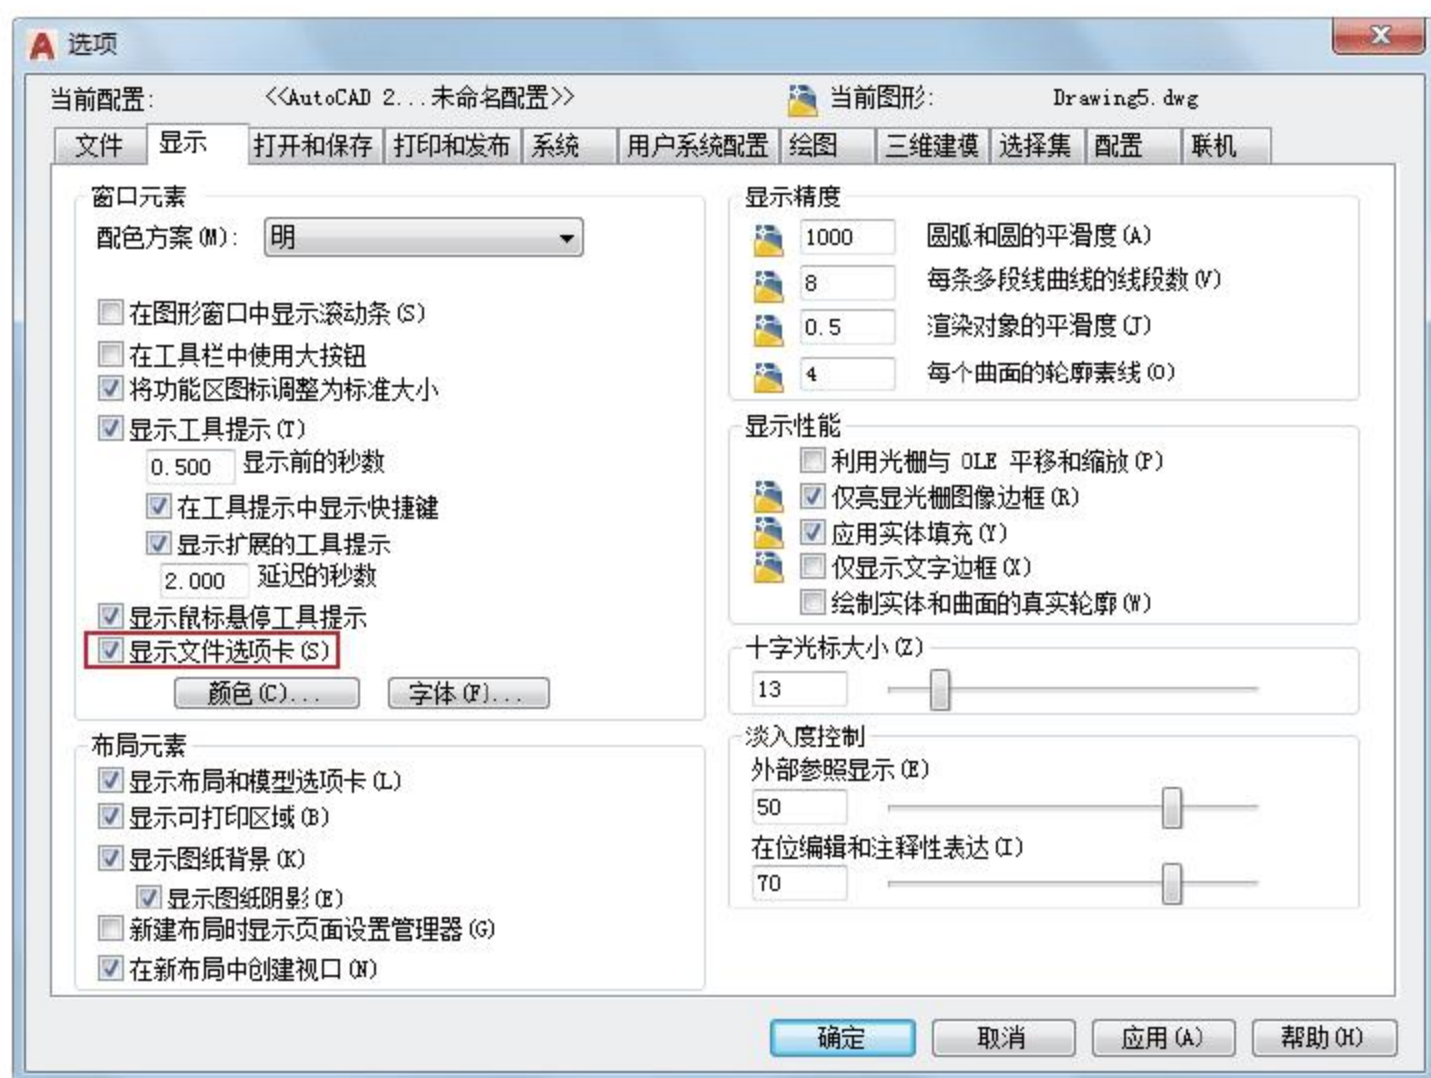 选项
当前配置: <<AutoCAD 2...未命名配置>> 当前图形: Drawing5.dwg
文件 显示 打开和保存 打印和发布 系统 用户系统配置 绘图 三维建模 选择集 配置 联机
窗口元素
配色方案(M): 明
在图形窗口中显示滚动条(S)
在工具栏中使用大按钮
将功能区图标调整为标准大小
显示工具提示(T)
0.500 显示前的秒数
在工具提示中显示快捷键
显示扩展的工具提示
2.000 延迟的秒数
显示鼠标悬停工具提示
显示文件选项卡(S)
颜色(C)... 字体(F)...
布局元素
显示布局和模型选项卡(L)
显示可打印区域(B)
显示图纸背景(K)
显示图纸阴影(E)
新建布局时显示页面设置管理器(G)
在新布局中创建视口(N)
显示精度
1000 圆弧和圆的平滑度(A)
8 每条多段线曲线的线段数(V)
0.5 渲染对象的平滑度(J)
4 每个曲面的轮廓素线(O)
显示性能
利用光栅与 OLE 平移和缩放(P)
仅亮显光栅图像边框(R)
应用实体填充(Y)
仅显示文字边框(X)
绘制实体和曲面的真实轮廓(W)
十字光标大小(Z)
13
淡入度控制
外部参照显示(E)
50
在位编辑和注释性表达(I)
70
确定 取消 应用(A) 帮助(H)